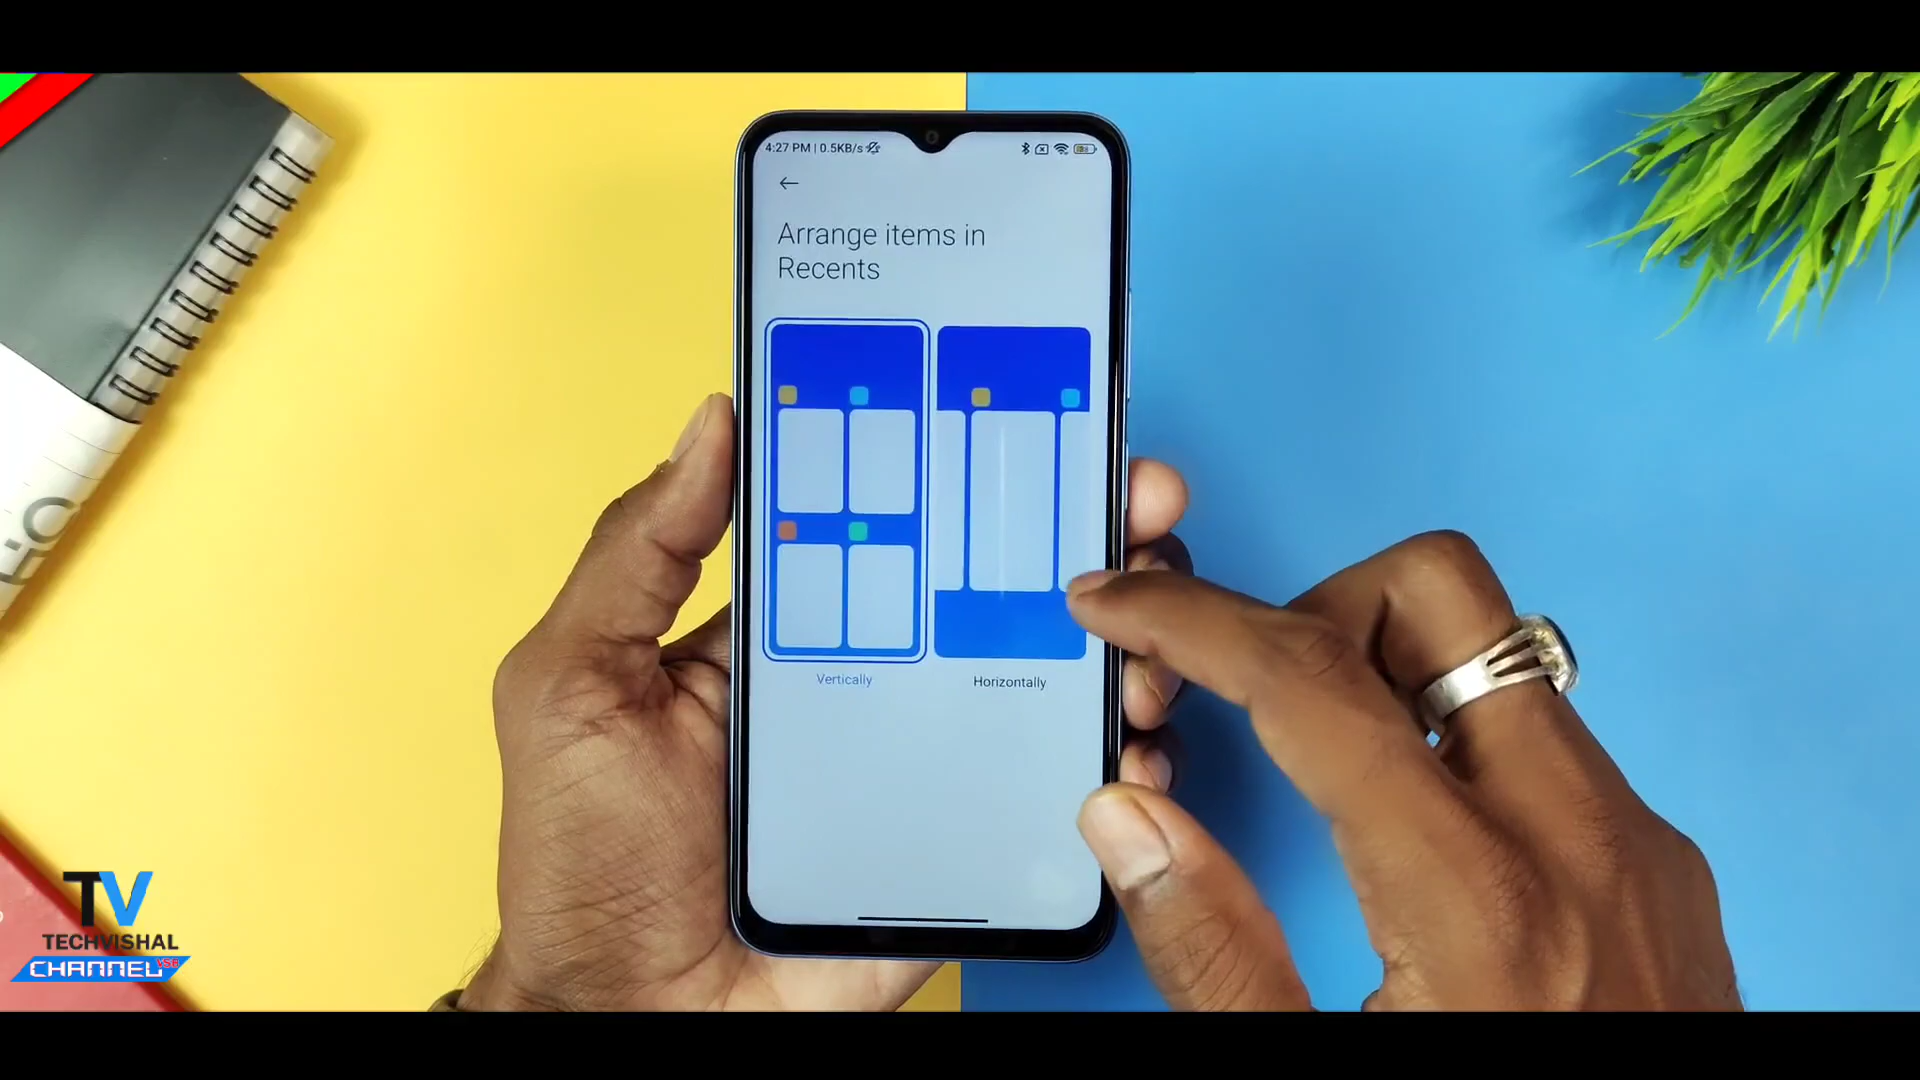 4:27 PM | 0.5KB/s
Arrange items in
Recents
Vertically
Horizontally
TV
TECHVISHAL
CHANNEL